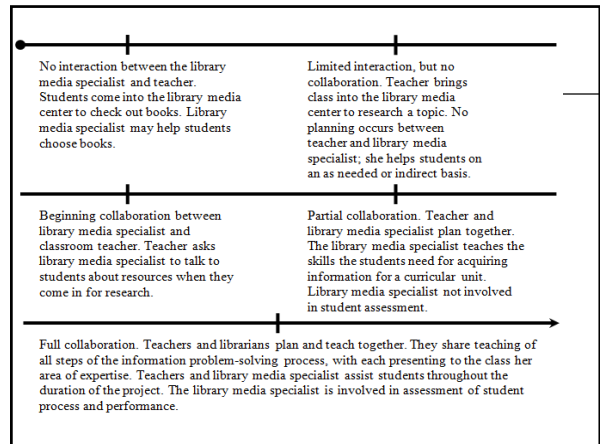 No interaction between the library
media specialist and teacher.
Students come into the library media
center to check out books. Library
media specialist may help students
choose books.
Limited interaction, but no
collaboration. Teacher brings
class into the library media
center to research a topic. No
planning occurs between
teacher and library media
specialist; she helps students on
an as needed or indirect basis.
Beginning collaboration between
library media specialist and
classroom teacher. Teacher asks
library media specialist to talk to
students about resources when they
come in for research.
Partial collaboration. Teacher and
library media specialist plan together.
The library media specialist teaches the
skills the students need for acquiring
information for a curricular unit.
Library media specialist not involved
in student assessment.
Full collaboration. Teachers and librarians plan and teach together. They share teaching of
all steps of the information problem-solving process, with each presenting to the class her
area of expertise. Teachers and library media specialist assist students throughout the
duration of the project. The library media specialist is involved in assessment of student
process and performance.